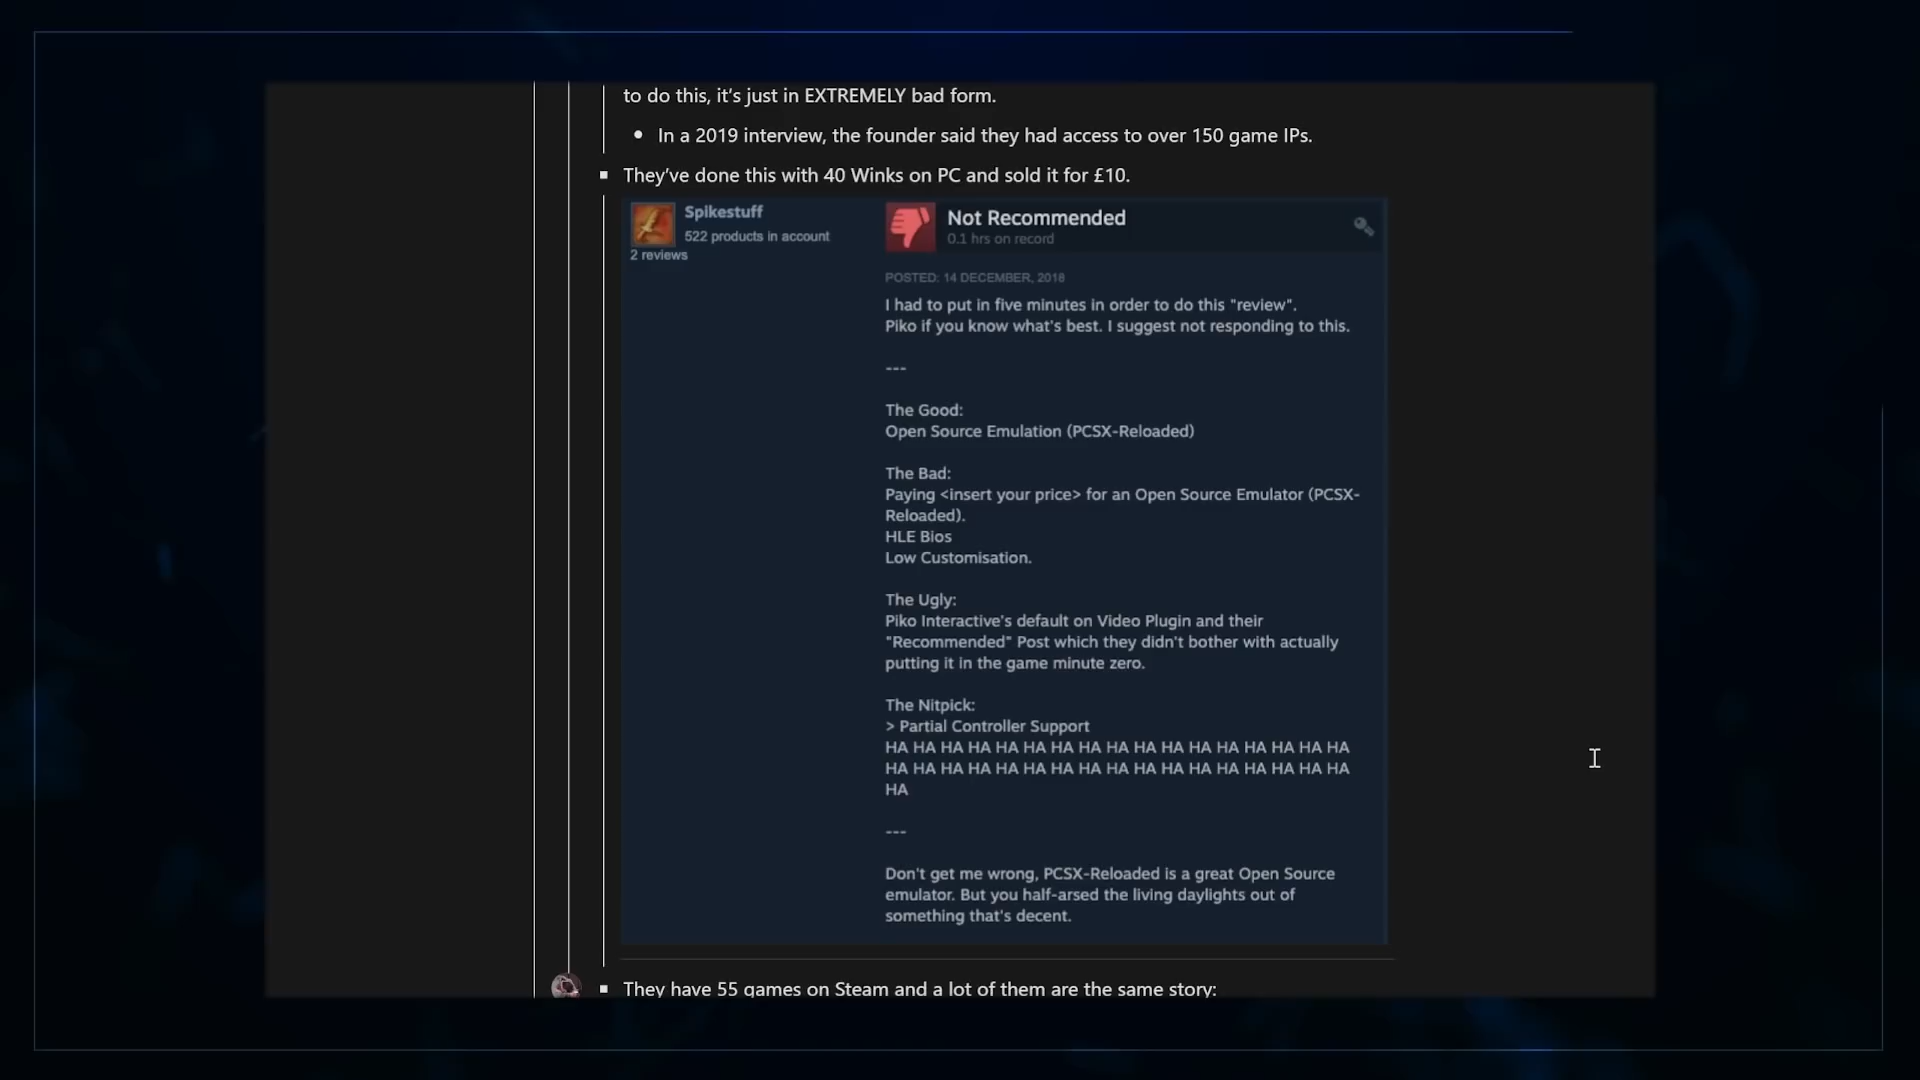 to do this, it's just in EXTREMELY bad form.
• In a 2019 interview, the founder said they had access to over 150 game IPs.
▪ They've done this with 40 Winks on PC and sold it for £10.
Spikestuff
522 products in account
2 reviews
Not Recommended
0.1 hrs on record
POSTED: 14 DECEMBER, 2018
I had to put in five minutes in order to do this "review".
Piko if you know what's best. I suggest not responding to this.
---
The Good:
Open Source Emulation (PCSX-Reloaded)
The Bad:
Paying <insert your price> for an Open Source Emulator (PCSX-
Reloaded).
HLE Bios
Low Customisation.
The Ugly:
Piko Interactive's default on Video Plugin and their
"Recommended" Post which they didn't bother with actually
putting it in the game minute zero.
The Nitpick:
> Partial Controller Support
HA HA HA HA HA HA HA HA HA HA HA HA HA HA HA HA HA
HA HA HA HA HA HA HA HA HA HA HA HA HA HA HA HA HA
HA
---
Don't get me wrong, PCSX-Reloaded is a great Open Source
emulator. But you half-arsed the living daylights out of
something that's decent.
▪ They have 55 games on Steam and a lot of them are the same story: